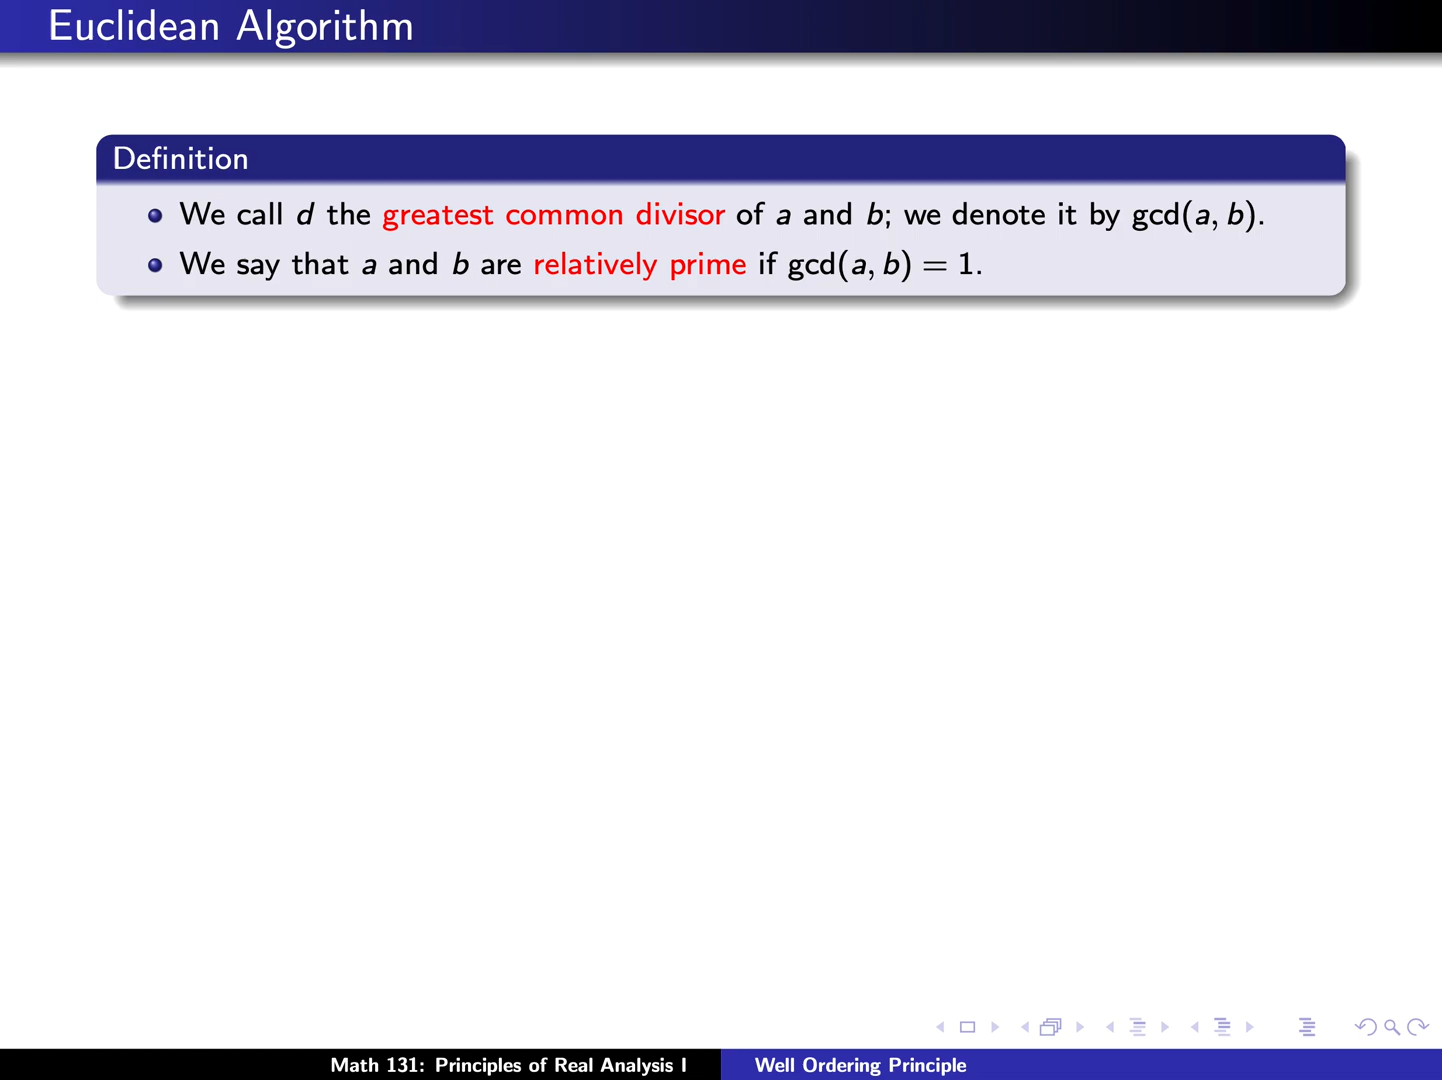 Euclidean Algorithm
Definition
We call d the greatest common divisor of a and b; we denote it by gcd(a, b).
We say that a and b are relatively prime if gcd(a, b) = 1.
Math 131: Principles of Real Analysis I
Well Ordering Principle